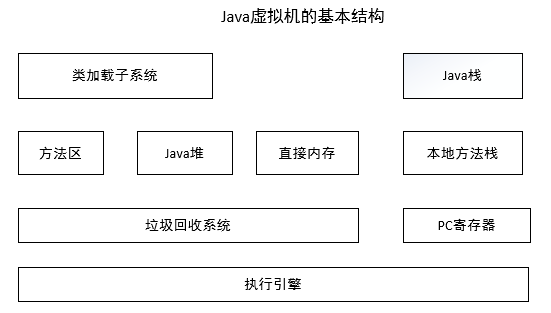 Java虚拟机的基本结构
类加载子系统
Java栈
方法区
Java堆
直接内存
本地方法栈
垃圾回收系统
PC寄存器
执行引擎